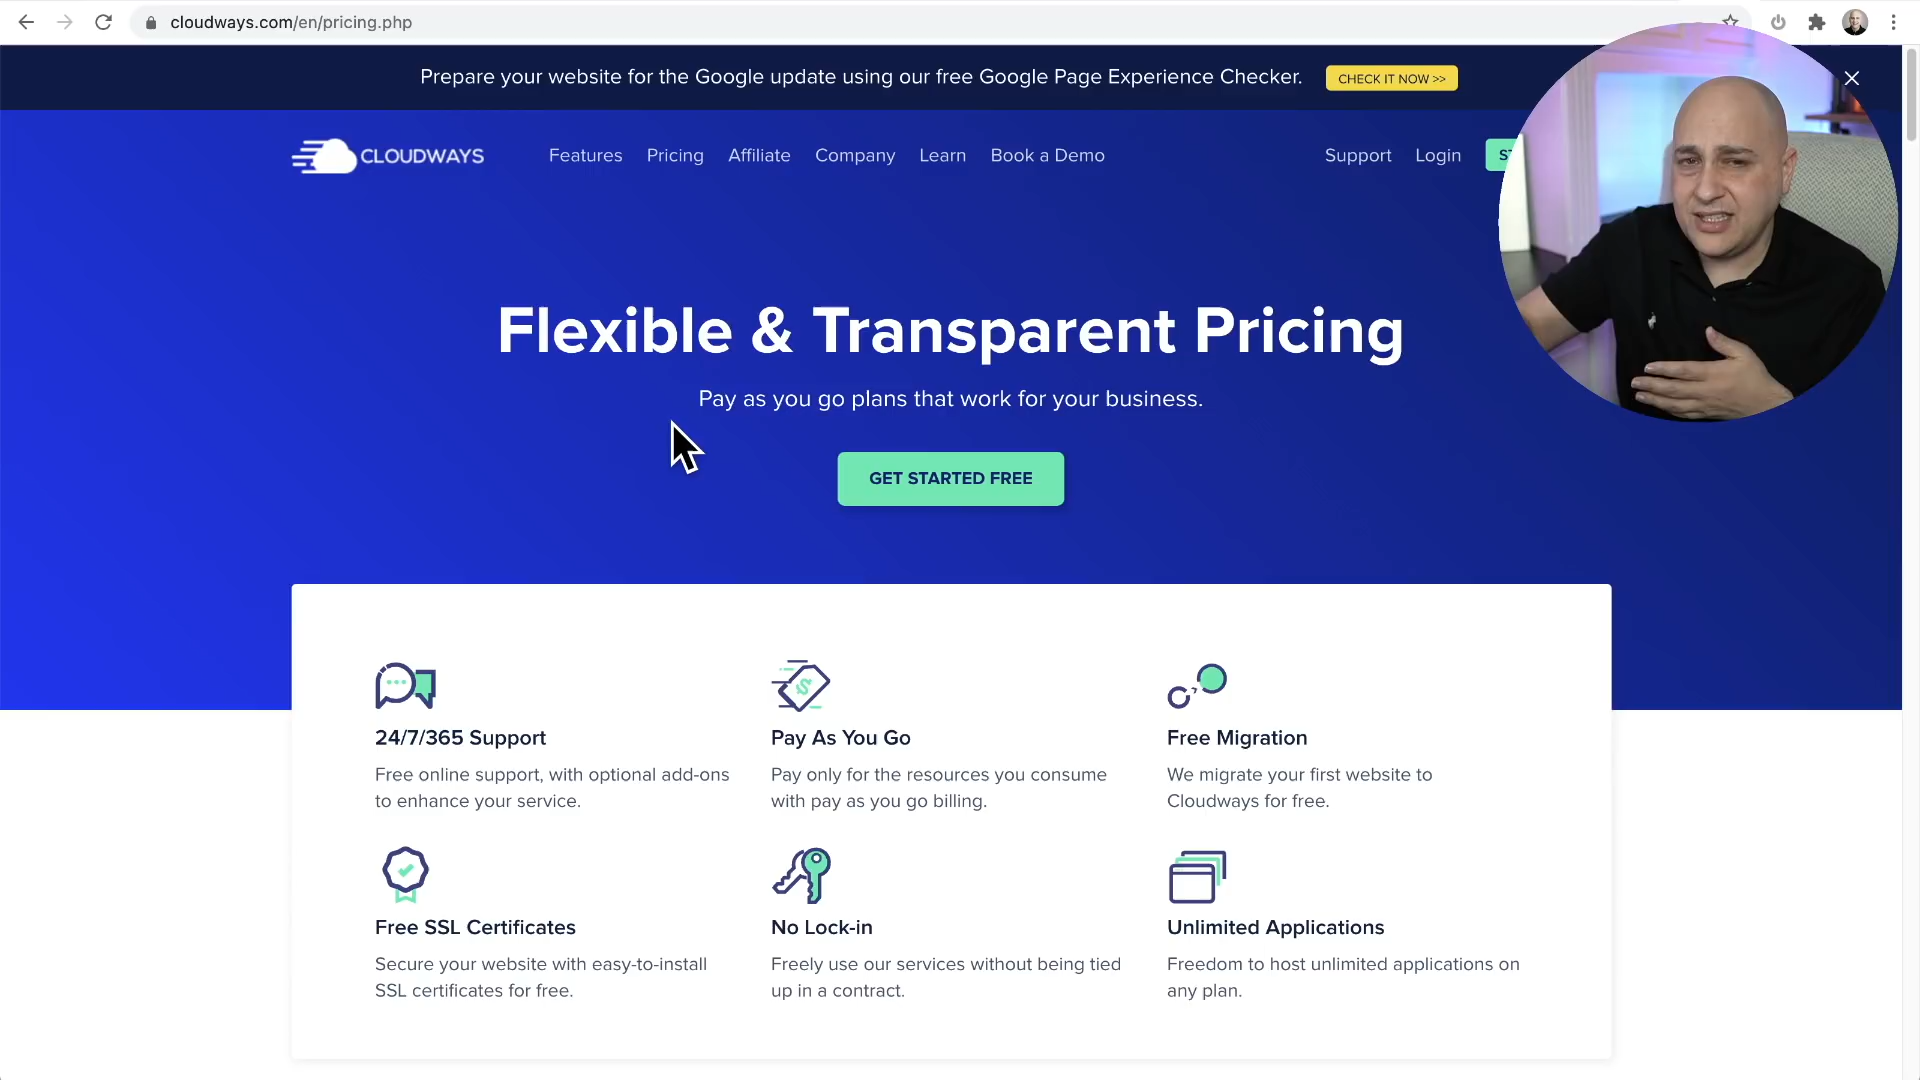 cloudways.com/en/pricing.php
Prepare your website for the Google update using our free Google Page Experience Checker.
CHECK IT NOW >>
CLOUDWAYS
Features
Pricing
Affiliate
Company
Learn
Book a Demo
Support
Login
Flexible & Transparent Pricing
Pay as you go plans that work for your business.
GET STARTED FREE
24/7/365 Support
Free online support, with optional add-ons
to enhance your service.
Pay As You Go
Pay only for the resources you consume
with pay as you go billing.
Free Migration
We migrate your first website to
Cloudways for free.
Free SSL Certificates
Secure your website with easy-to-install
SSL certificates for free.
No Lock-in
Freely use our services without being tied
up in a contract.
Unlimited Applications
Freedom to host unlimited applications on
any plan.